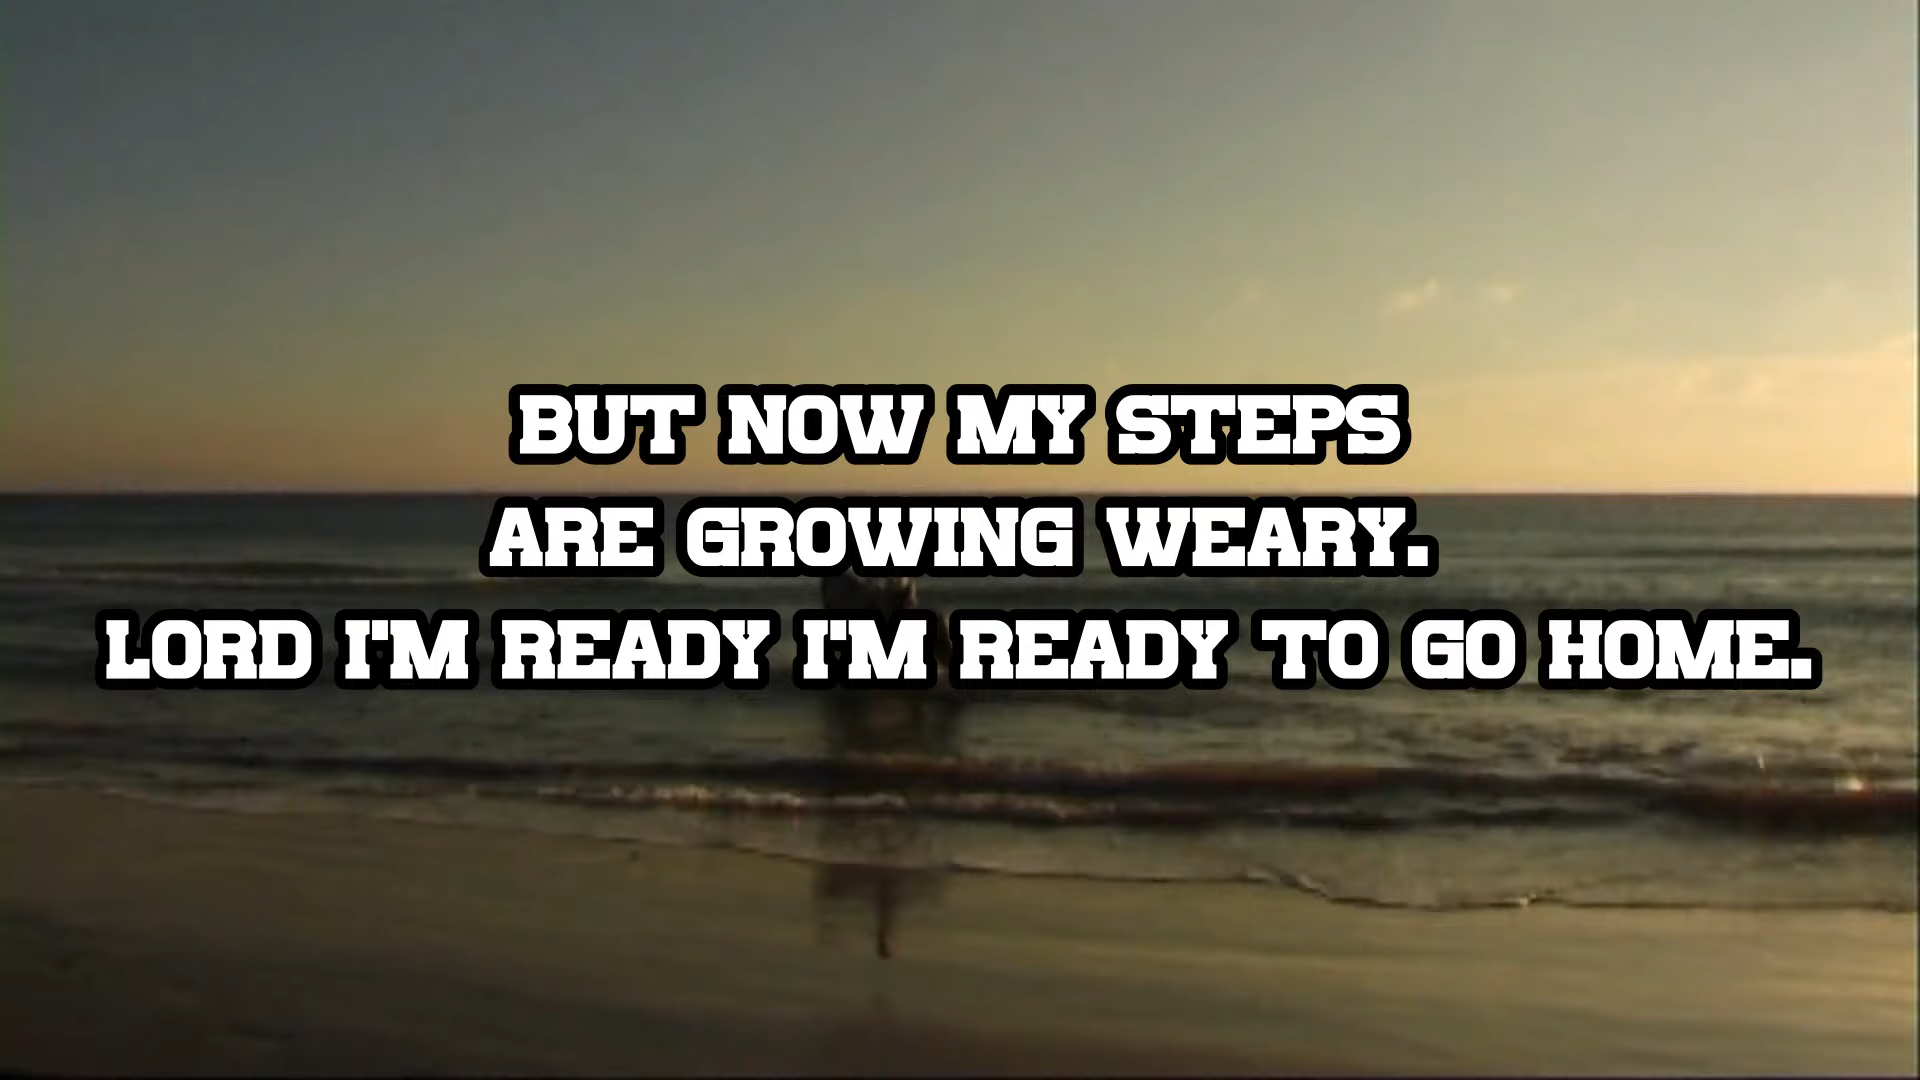 BUT NOW MY STEPS
ARE GROWING WEARY.
LORD I'M READY I'M READY TO GO HOME.